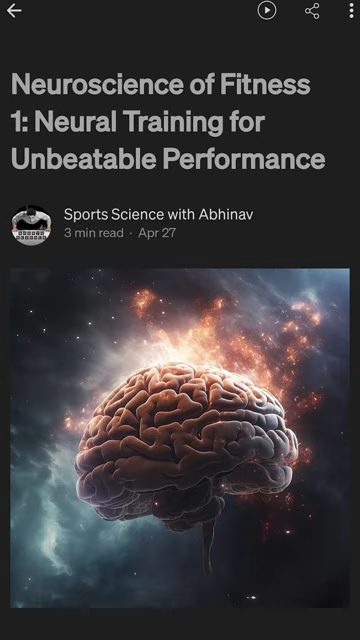 Neuroscience of Fitness
1: Neural Training for
Unbeatable Performance
Sports Science with Abhinav
3 min read · Apr 27